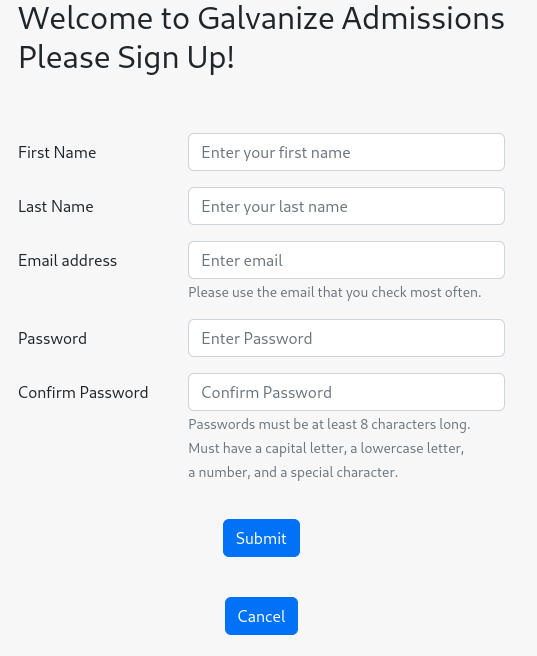 Welcome to Galvanize Admissions
Please Sign Up!
First Name
Enter your first name
Last Name
Enter your last name
Email address
Enter email
Please use the email that you check most often.
Password
Enter Password
Confirm Password
Confirm Password
Passwords must be at least 8 characters long.
Must have a capital letter, a lowercase letter,
a number, and a special character.
Submit
Cancel